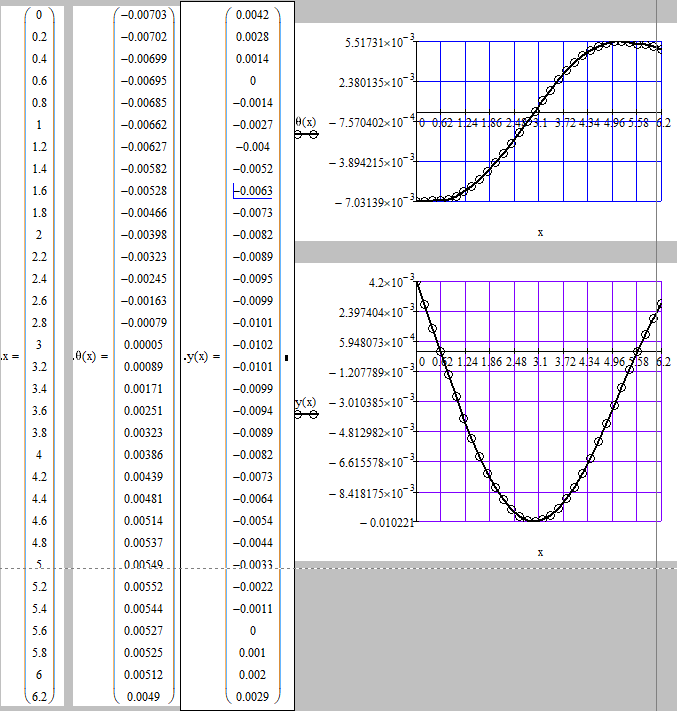 0 −0.00703 0.0042
0.2 −0.00702 0.0028
0.4 −0.00699 0.0014
0.6 −0.00695 0
0.8 −0.00685 −0.0014
1 −0.00662 −0.0027
1.2 −0.00627 −0.004
1.4 −0.00582 −0.0052
1.6 −0.00528 −0.0063
1.8 −0.00466 −0.0073
2 −0.00398 −0.0082
2.2 −0.00323 −0.0089
2.4 −0.00245 −0.0095
2.6 −0.00163 −0.0099
2.8 −0.00079 −0.0101
.x = 3 .θ(x) = 0.00005 .y(x) = −0.0102
3.2 0.00089 −0.0101
3.4 0.00171 −0.0099
3.6 0.00251 −0.0094
3.8 0.00323 −0.0089
4 0.00386 −0.0082
4.2 0.00439 −0.0073
4.4 0.00481 −0.0064
4.6 0.00514 −0.0054
4.8 0.00537 −0.0044
5 0.00549 −0.0033
5.2 0.00552 −0.0022
5.4 0.00544 −0.0011
5.6 0.00527 0
5.8 0.00525 0.001
6 0.00512 0.002
6.2 0.0049 0.0029
5.51731×10⁻³
2.380135×10⁻³
θ(x)
−7.570402×10⁻⁴
0 0.62 1.24 1.86 2.48 3.1 3.72 4.34 4.96 5.58 6.2
−3.894215×10⁻³
−7.03139×10⁻³
x
4.2×10⁻³
2.397404×10⁻³
5.948073×10⁻⁴
0 0.62 1.24 1.86 2.48 3.1 3.72 4.34 4.96 5.58 6.2
−1.207789×10⁻³
−3.010385×10⁻³
y(x)
−4.812982×10⁻³
−6.615578×10⁻³
−8.418175×10⁻³
−0.010221
x